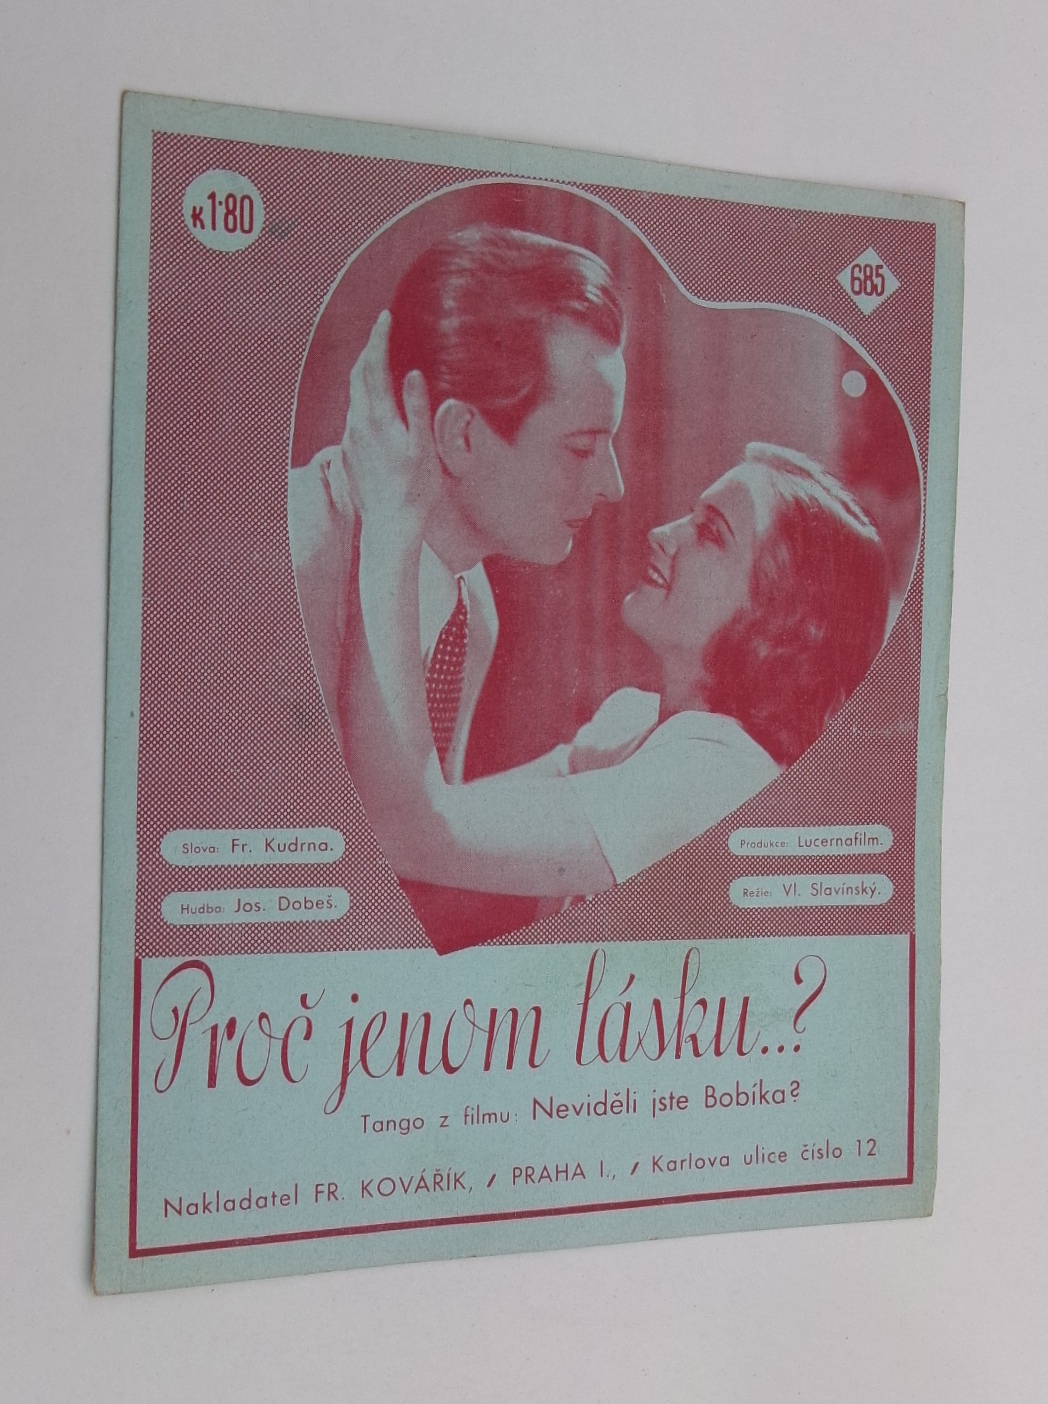 K 1·80
685
Slova: Fr. Kudrna.
Hudba: Jos. Dobeš.
Produkce: Lucernafilm.
Režie: Vl. Slavínský.
Proč jenom lásku..?
Tango z filmu: Neviděli jste Bobíka?
Nakladatel FR. KOVÁŘÍK, / PRAHA I., / Karlova ulice číslo 12